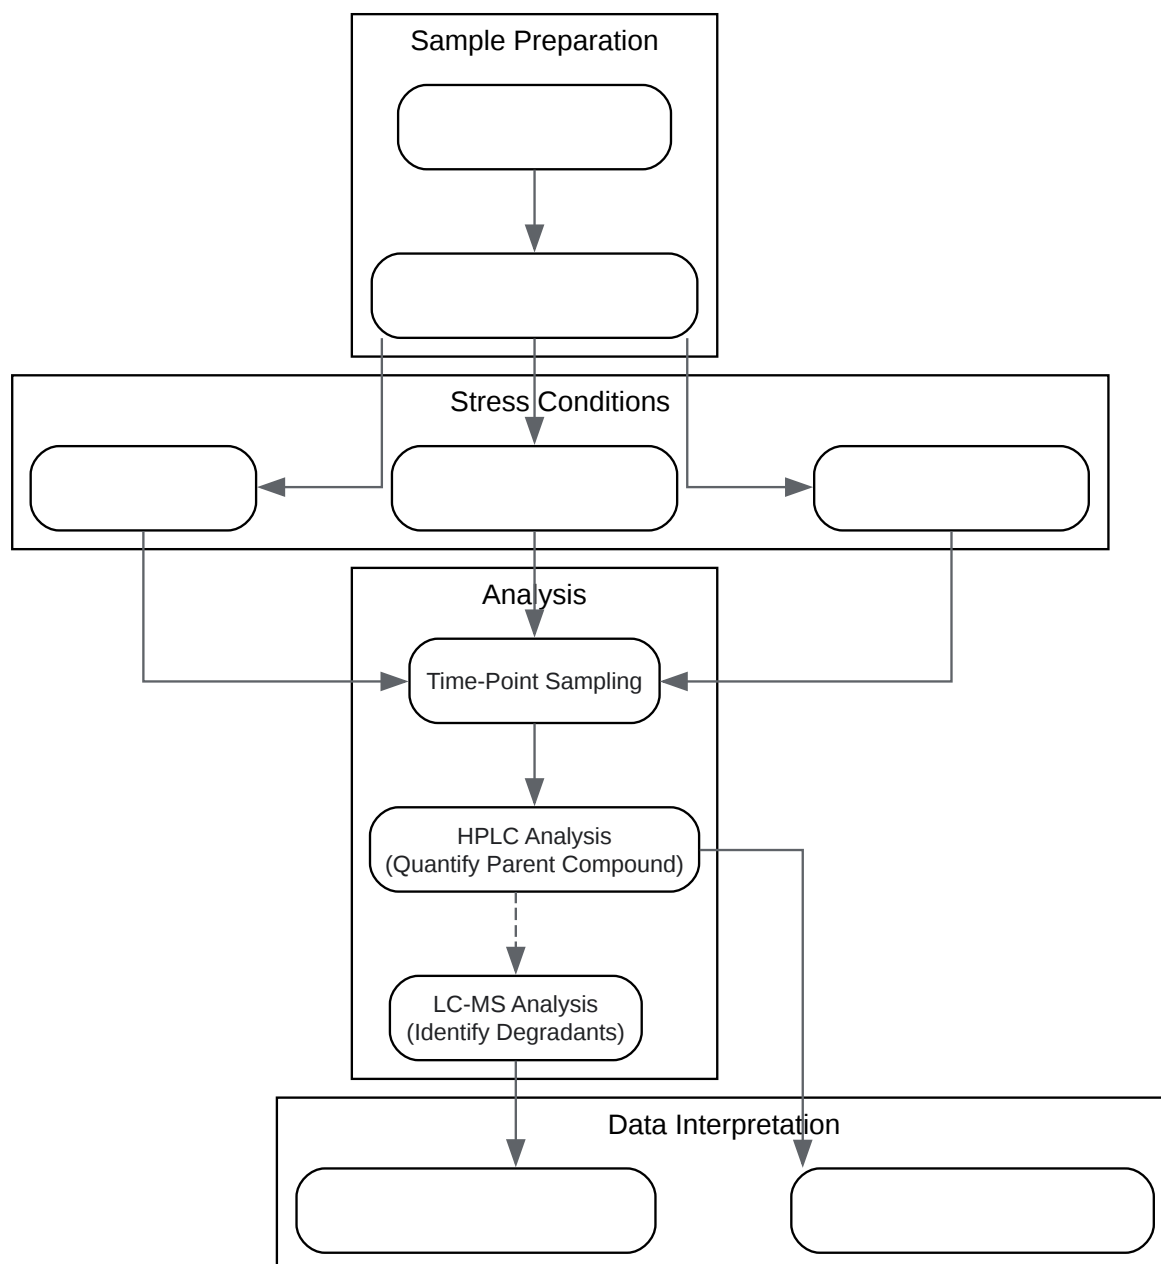 Sample Preparation
Stress Conditions
Analysis
Time-Point Sampling
HPLC Analysis
(Quantify Parent Compound)
LC-MS Analysis
(Identify Degradants)
Data Interpretation